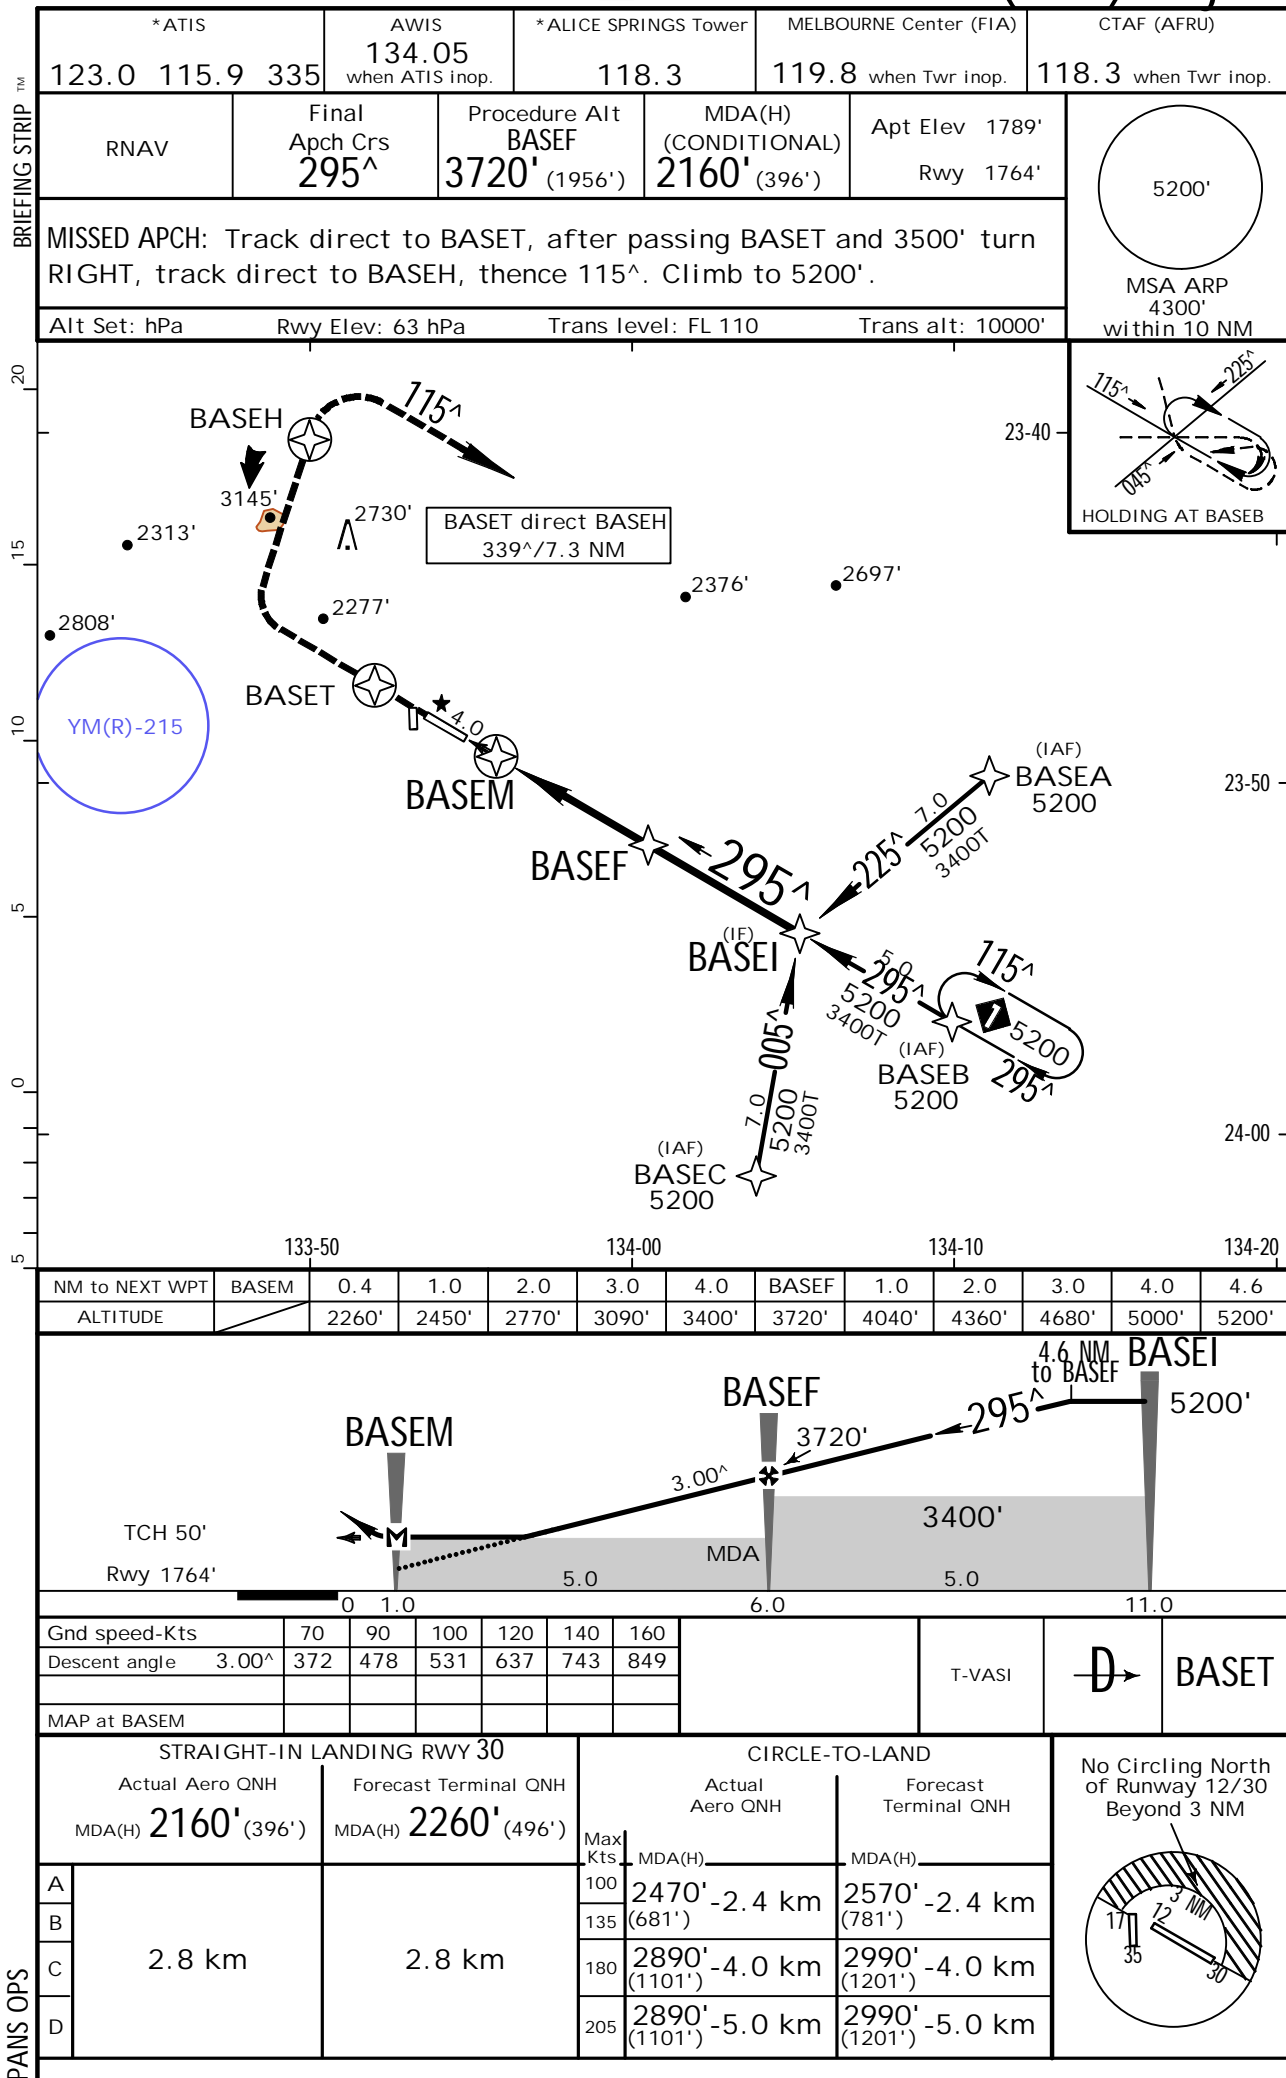 *ATIS
123.0 115.9 335
AWIS
134.05
when ATIS inop.
*ALICE SPRINGS Tower
118.3
MELBOURNE Center (FIA)
119.8 when Twr inop.
CTAF (AFRU)
118.3 when Twr inop.
BRIEFING STRIP TM
RNAV
Final
Apch Crs
295^
Procedure Alt
BASEF
3720' (1956')
MDA(H)
(CONDITIONAL)
2160' (396')
Apt Elev 1789'
Rwy 1764'
5200'
MSA ARP
4300'
within 10 NM
MISSED APCH: Track direct to BASET, after passing BASET and 3500' turn
RIGHT, track direct to BASEH, thence 115^. Climb to 5200'.
Alt Set: hPa Rwy Elev: 63 hPa Trans level: FL 110 Trans alt: 10000'
20
15
10
5
0
5
115^
225^
045^
HOLDING AT BASEB
23-40
115^
BASEH
3145'
2730'
2313'
BASET direct BASEH
339^/7.3 NM
2376'
2697'
2277'
2808'
BASET
YM(R)-215
4.0
BASEM
(IAF)
BASEA
5200
23-50
7.0
5200
3400T
225^
BASEF
295^
(IF)
BASEI
5.0
295^
5200
3400T
115^
5200
295^
(IAF)
BASEB
5200
005^
7.0
5200
3400T
24-00
(IAF)
BASEC
5200
133-50 134-00 134-10 134-20
NM to NEXT WPT BASEM 0.4 1.0 2.0 3.0 4.0 BASEF 1.0 2.0 3.0 4.0 4.6
ALTITUDE 2260' 2450' 2770' 3090' 3400' 3720' 4040' 4360' 4680' 5000' 5200'
4.6 NM
to BASEF
BASEI
5200'
295^
BASEF
3720'
BASEM
3.00^
3400'
TCH 50'
M
MDA
Rwy 1764'
5.0 5.0
0 1.0 6.0 11.0
Gnd speed-Kts 70 90 100 120 140 160
Descent angle 3.00^ 372 478 531 637 743 849
MAP at BASEM
T-VASI
D
BASET
STRAIGHT-IN LANDING RWY 30
Actual Aero QNH
MDA(H) 2160' (396')
Forecast Terminal QNH
MDA(H) 2260' (496')
A
B
C
D
2.8 km
2.8 km
CIRCLE-TO-LAND
Actual
Aero QNH
Forecast
Terminal QNH
Max
Kts
MDA(H)
MDA(H)
100
135
2470' -2.4 km
(681')
2570' -2.4 km
(781')
180
2890' -4.0 km
(1101')
2990' -4.0 km
(1201')
205
2890' -5.0 km
(1101')
2990' -5.0 km
(1201')
No Circling North
of Runway 12/30
Beyond 3 NM
3 NM
17
12
35
30
PANS OPS